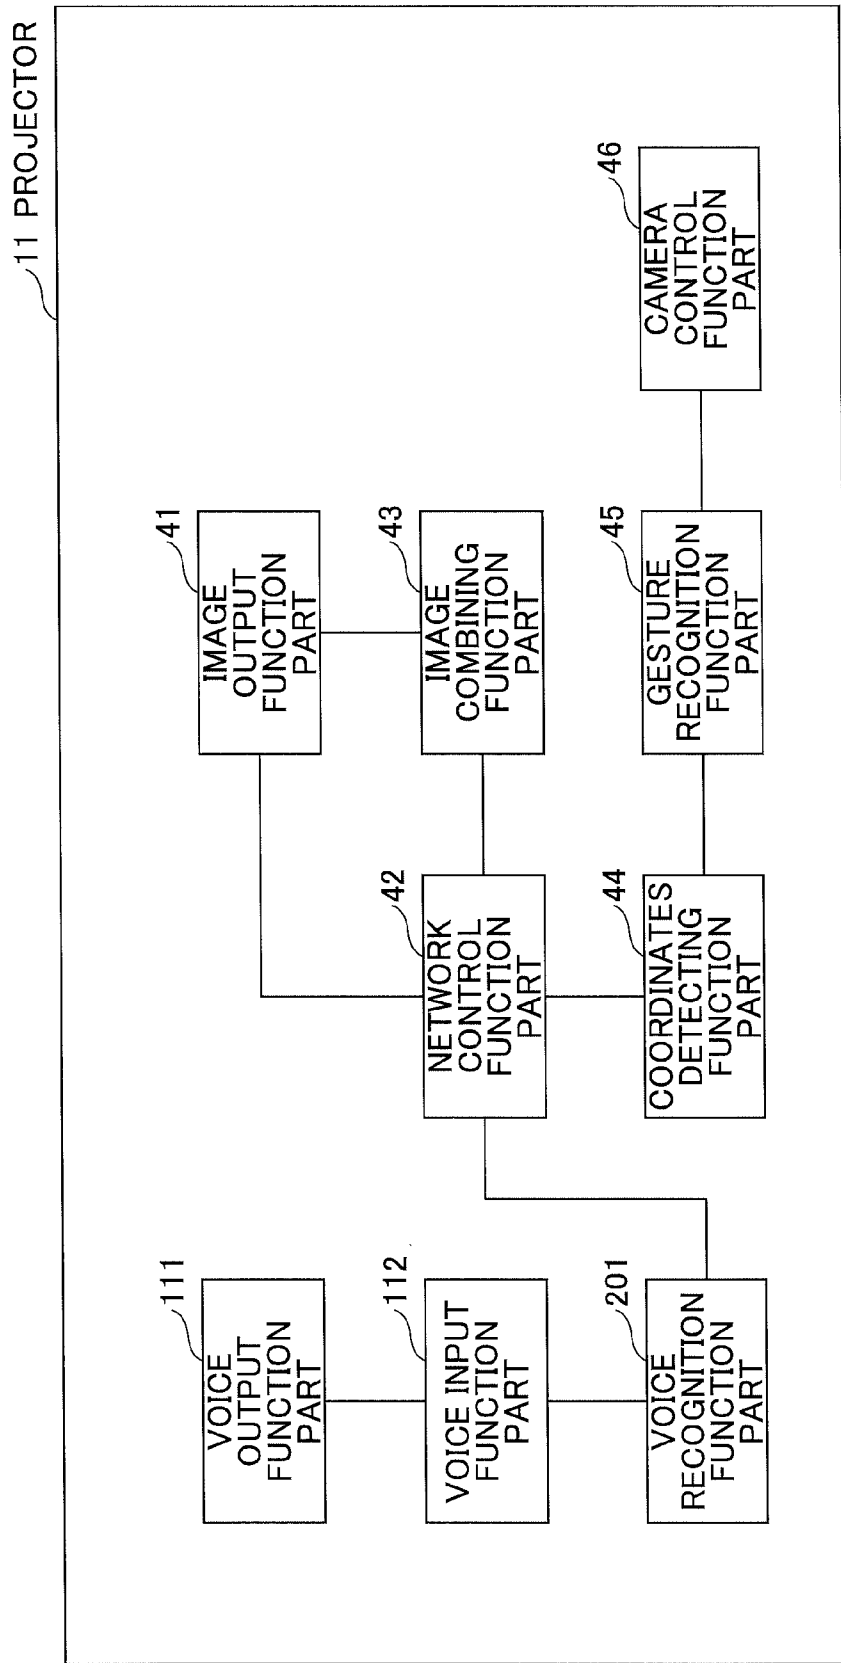 11 PROJECTOR
111
VOICE
OUTPUT
FUNCTION
PART
41
IMAGE
OUTPUT
FUNCTION
PART
112
VOICE INPUT
FUNCTION
PART
42
NETWORK
CONTROL
FUNCTION
PART
43
IMAGE
COMBINING
FUNCTION
PART
201
VOICE
RECOGNITION
FUNCTION
PART
44
COORDINATES
DETECTING
FUNCTION
PART
45
GESTURE
RECOGNITION
FUNCTION
PART
46
CAMERA
CONTROL
FUNCTION
PART